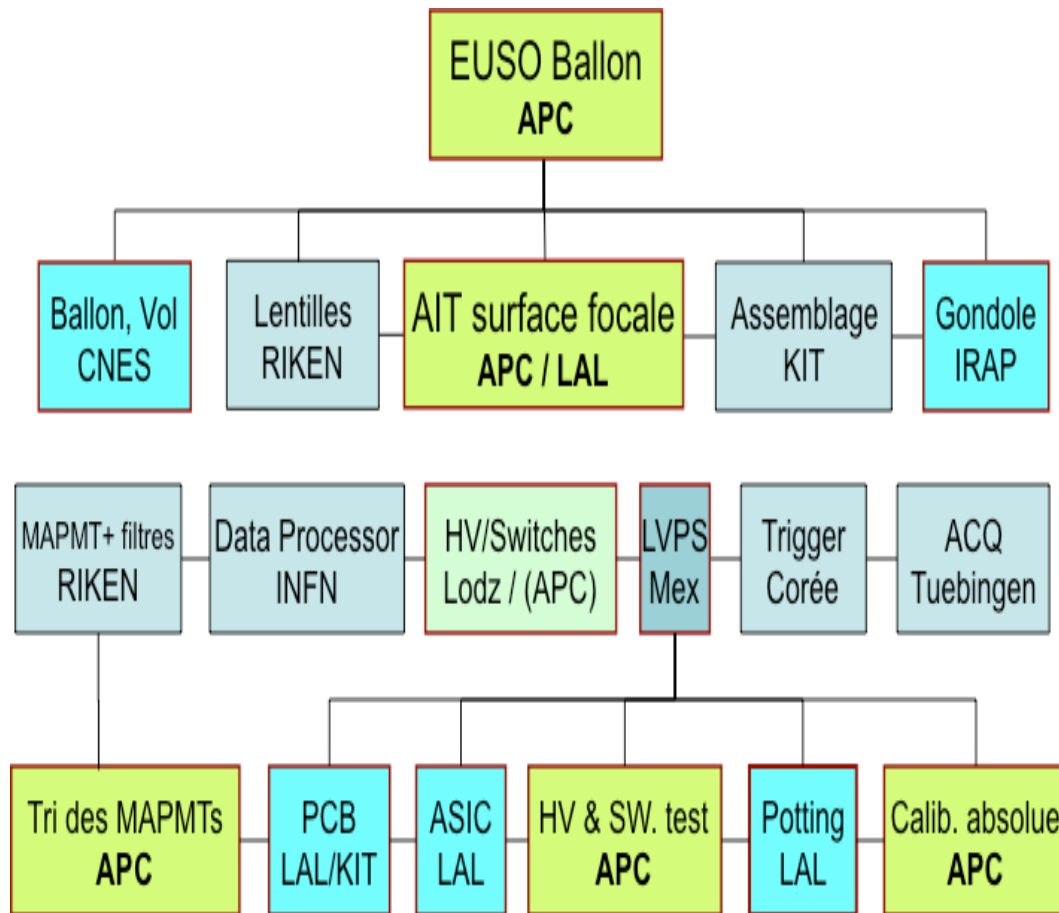 EUSO Ballon
APC
Ballon, Vol
CNES
Lentilles
RIKEN
AIT surface focale
APC / LAL
Assemblage
KIT
Gondole
IRAP
MAPMT+ filtres
RIKEN
Data Processor
INFN
HV/Switches
Lodz / (APC)
LVPS
Mex
Trigger
Corée
ACQ
Tuebingen
Tri des MAPMTs
APC
PCB
LAL/KIT
ASIC
LAL
HV & SW. test
APC
Potting
LAL
Calib. absolue
APC